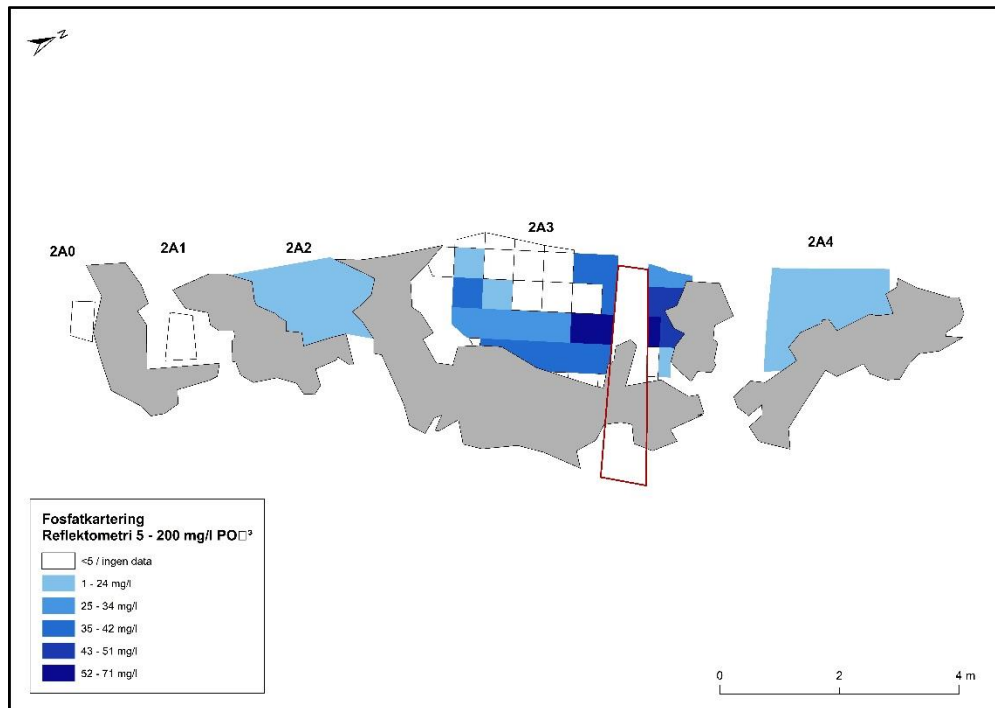 Z
2A3
2A0
2A1
2A2
2A4
Fosfatkartering
Reflektometri 5 - 200 mg/l PO□³
<5 / ingen data
1 - 24 mg/l
25 - 34 mg/l
35 - 42 mg/l
43 - 51 mg/l
52 - 71 mg/l
0
2
4 m